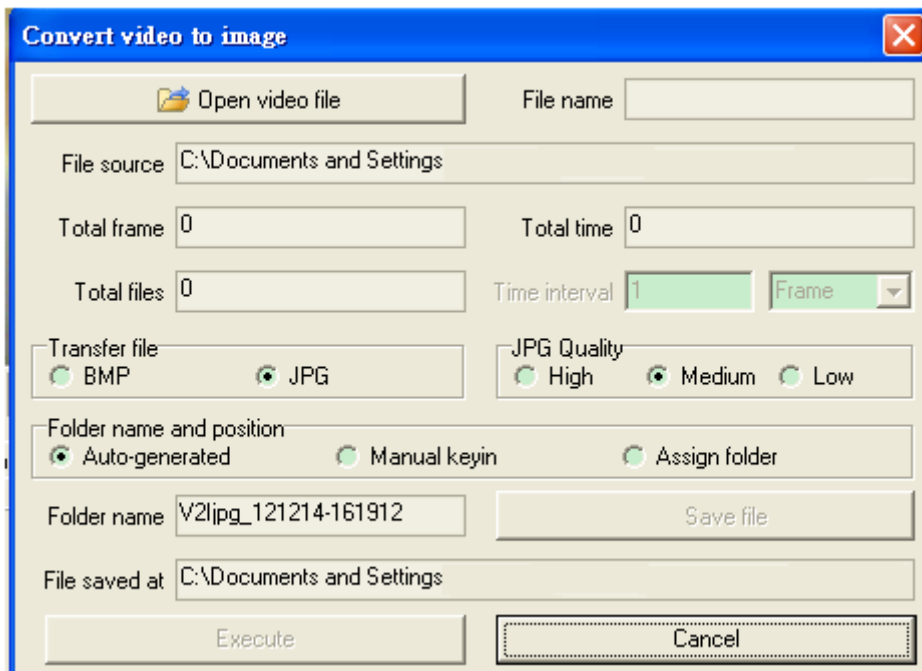 Convert video to image
Open video file File name
File source C:\Documents and Settings
Total frame 0 Total time 0
Total files 0 Time interval 1 Frame
Transfer file JPG Quality
BMP JPG High Medium Low
Folder name and position
Auto-generated Manual keyin Assign folder
Folder name V2Ijpg_121214-161912 Save file
File saved at C:\Documents and Settings
Execute Cancel